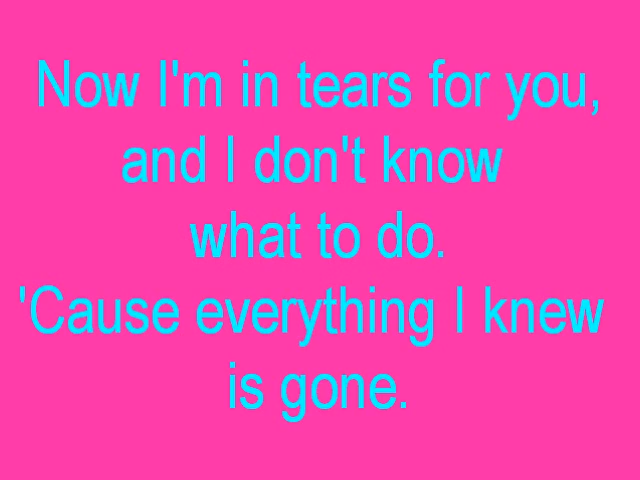 Now I'm in tears for you,
and I don't know
what to do.
'Cause everything I knew
is gone.